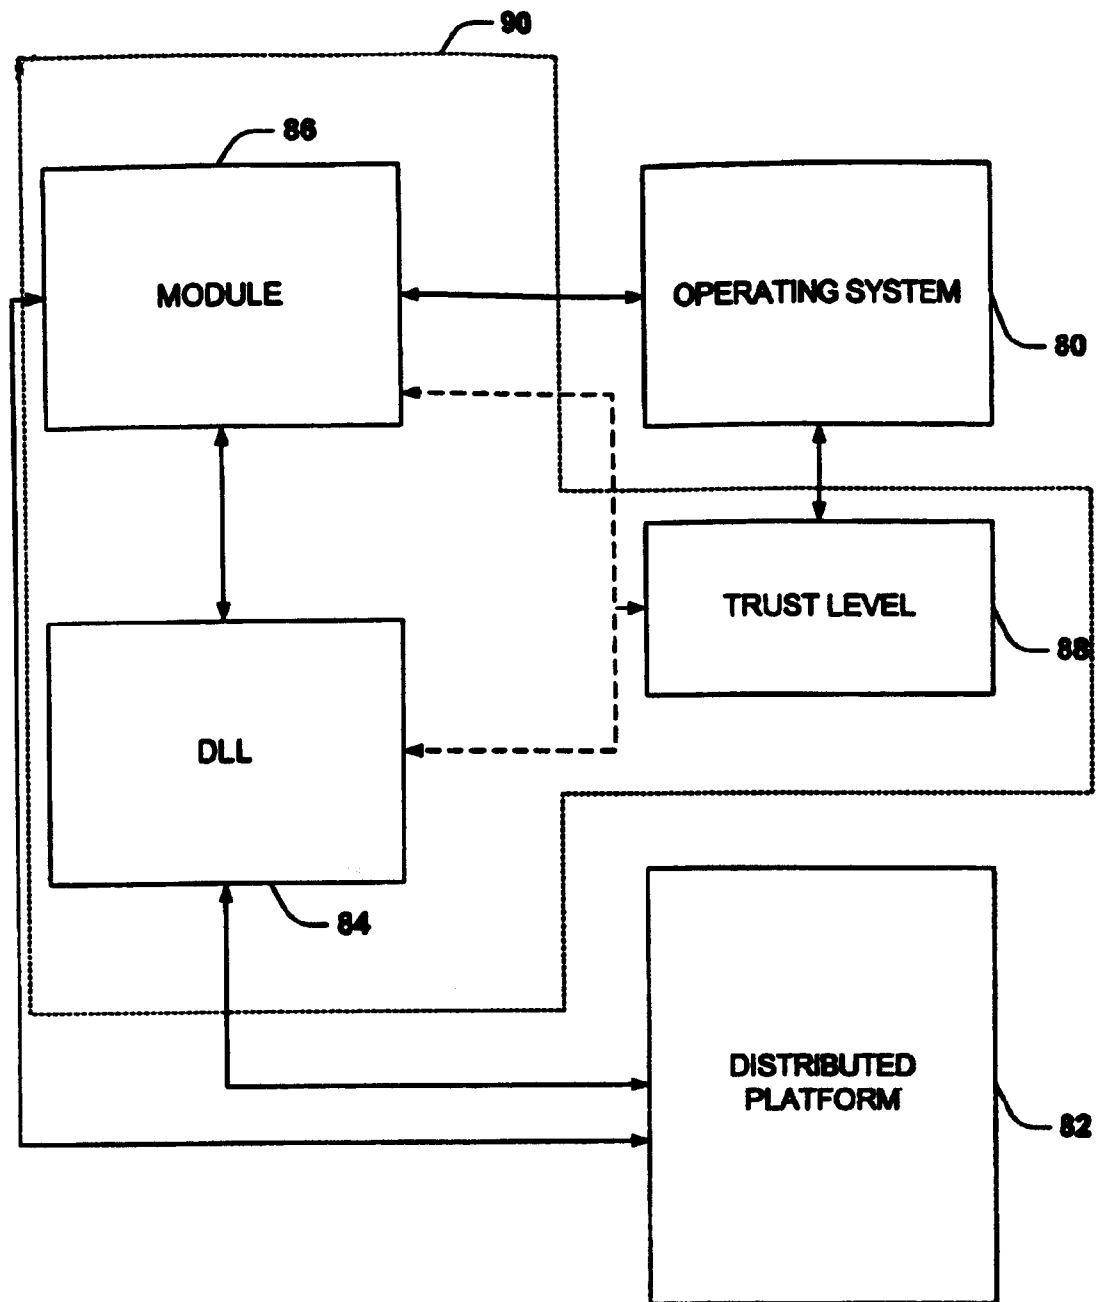 90
86
MODULE
OPERATING SYSTEM
80
TRUST LEVEL
88
DLL
84
DISTRIBUTED
PLATFORM
82